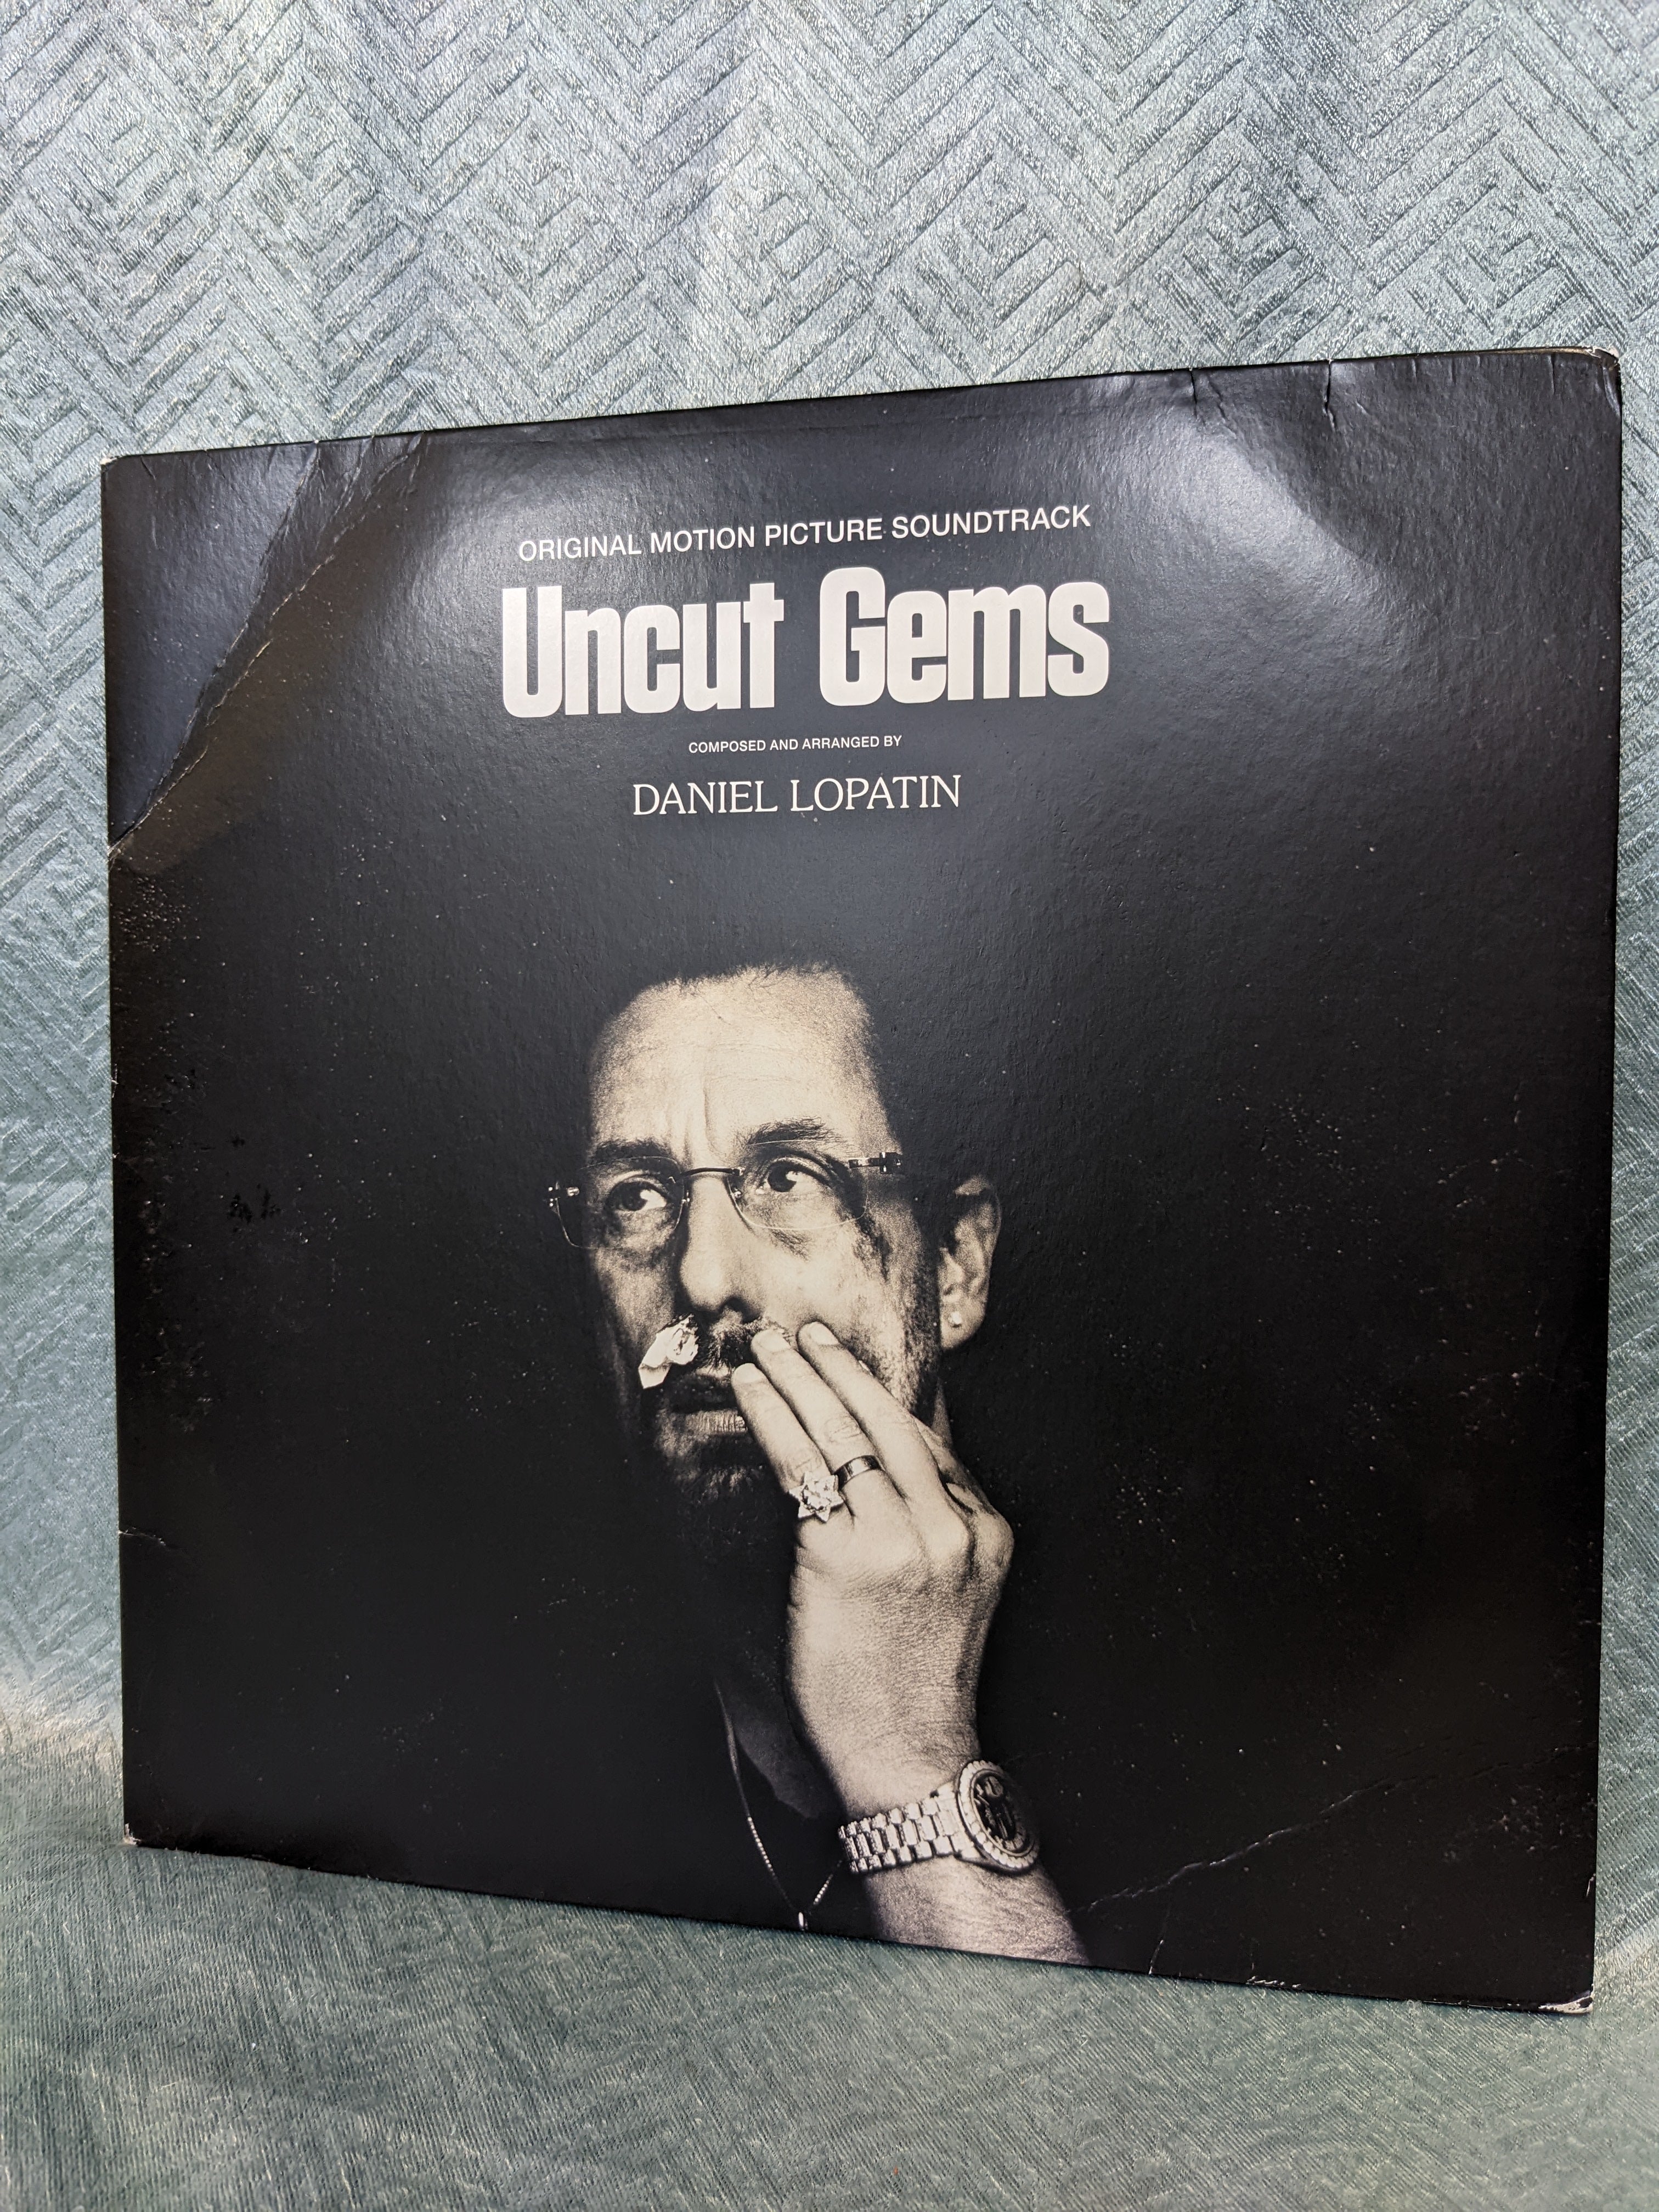 ORIGINAL MOTION PICTURE SOUNDTRACK
Uncut Gems
COMPOSED AND ARRANGED BY
DANIEL LOPATIN